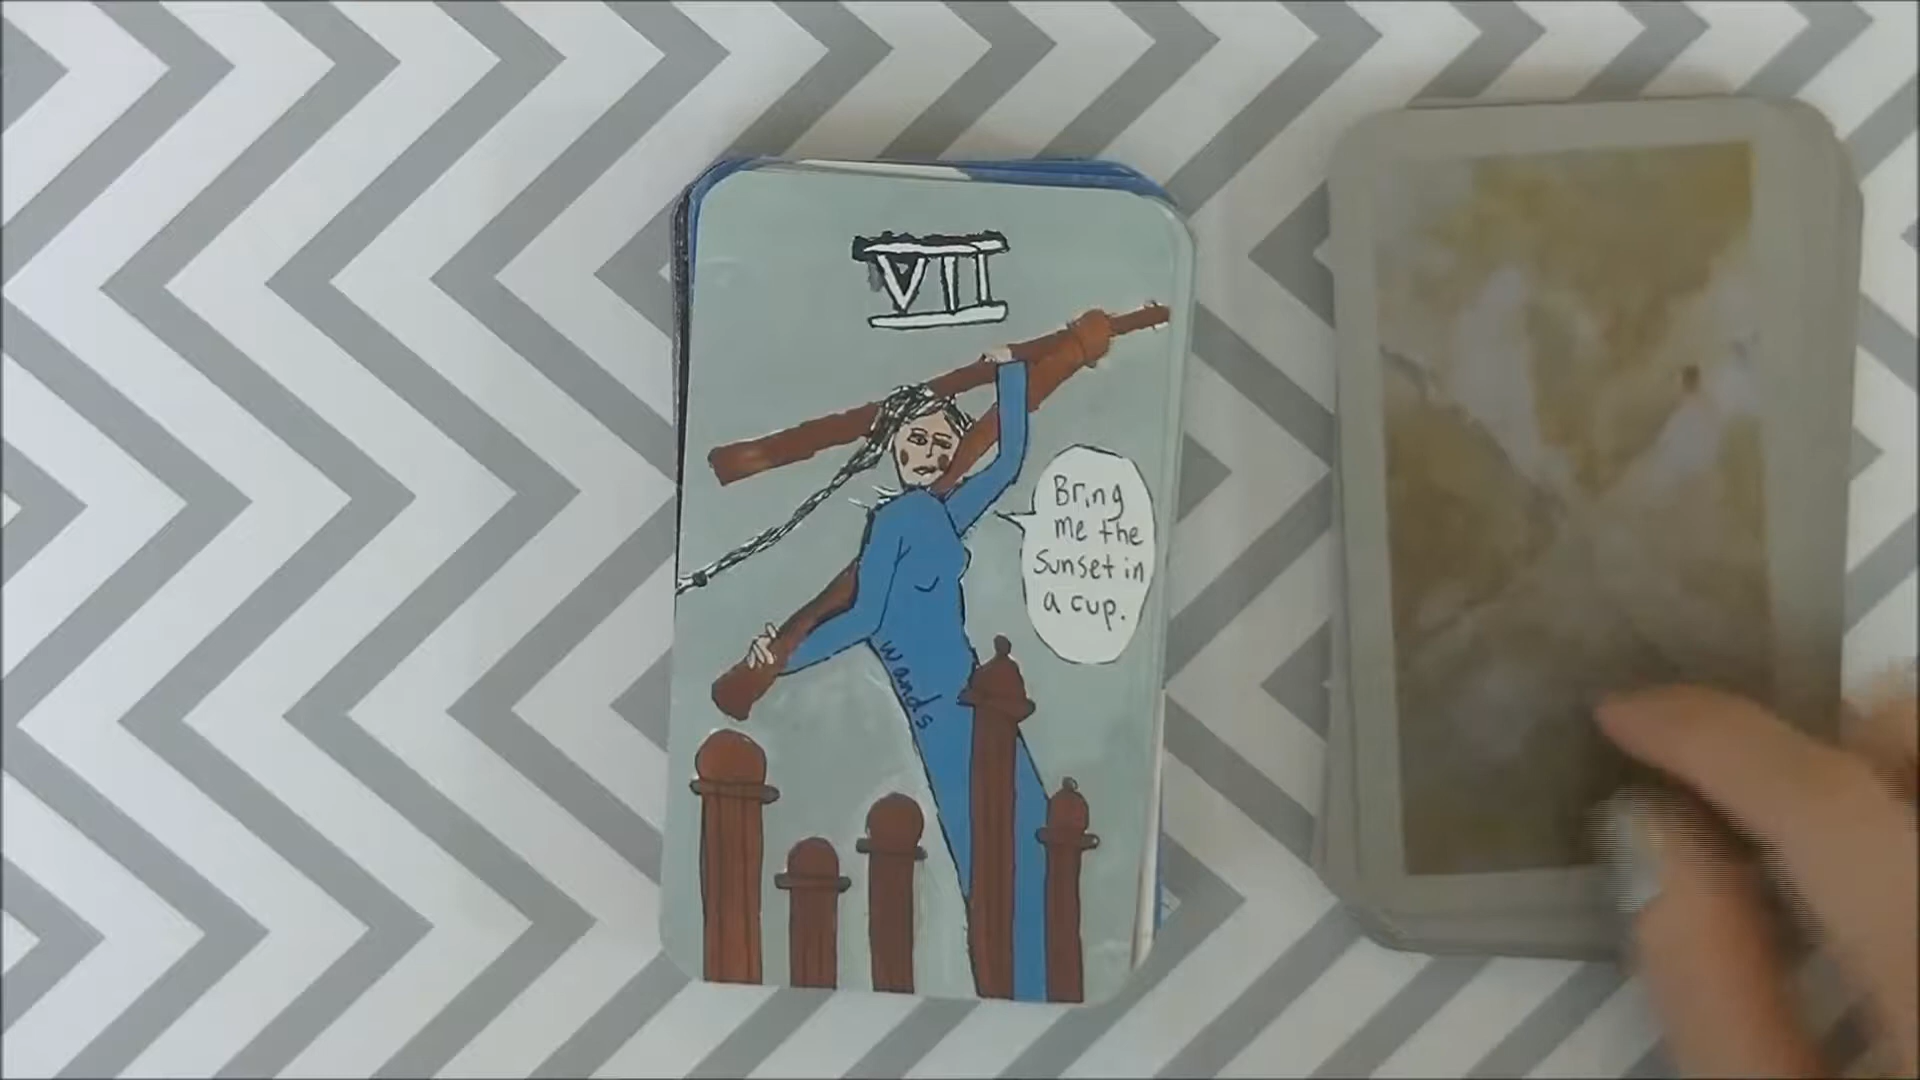 VII
Bring
me the
sunset in
a cup.
wands